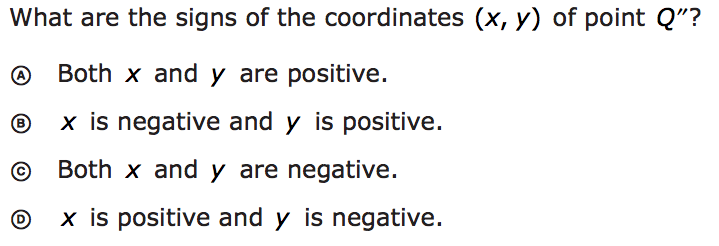 What are the signs of the coordinates (x, y) of point Q″?
Ⓐ Both x and y are positive.
Ⓑ x is negative and y is positive.
Ⓒ Both x and y are negative.
Ⓓ x is positive and y is negative.